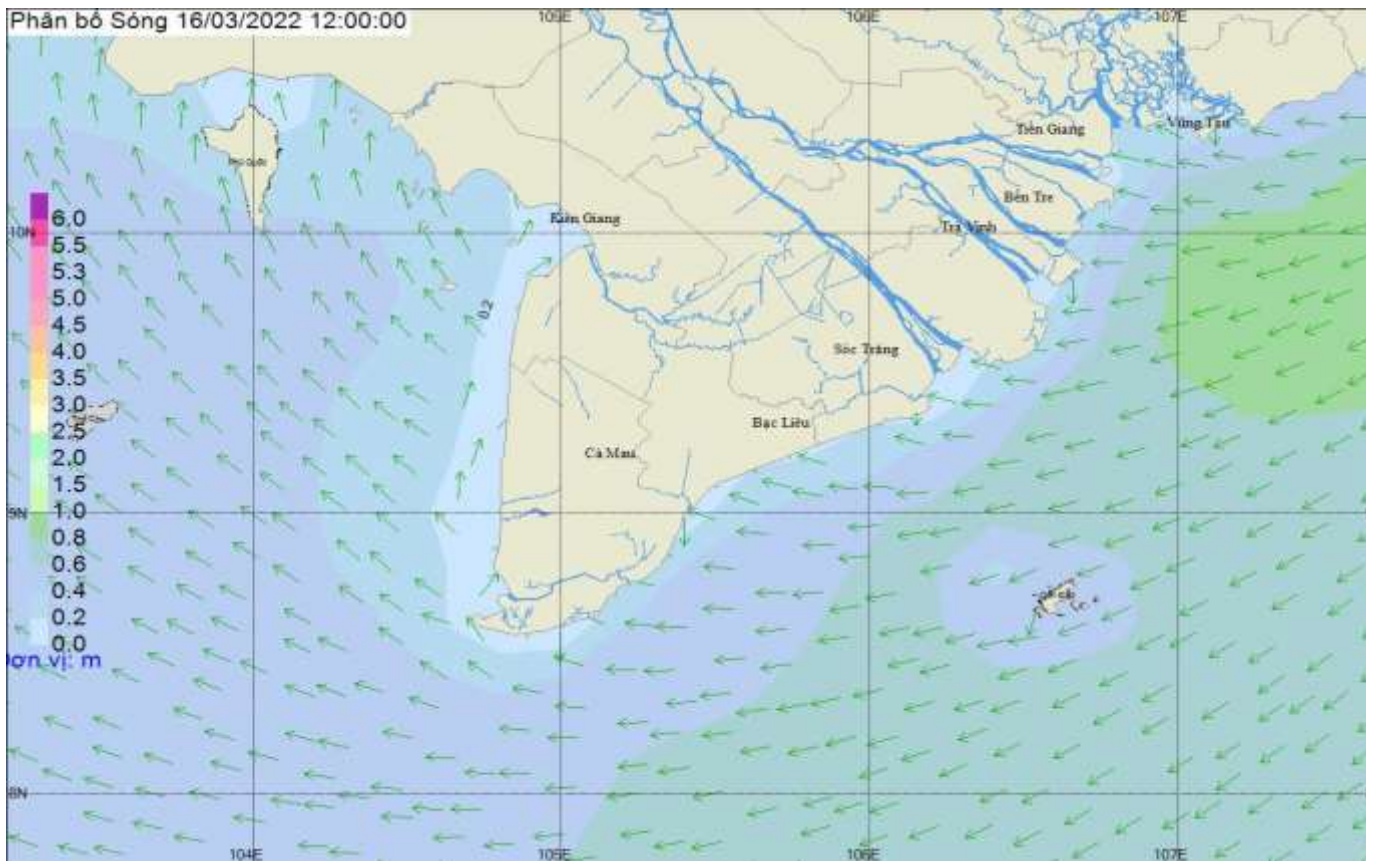 Phân bố Sóng 16/03/2022 12:00:00
105E
106E
107E
Tiền Giang
Vũng Tàu
Phú Quốc
Bến Tre
Kiên Giang
Trà Vinh
10N
6.0
5.5
5.3
5.0
4.5
4.0
3.5
3.0
2.5
2.0
1.5
1.0
0.8
0.6
0.4
0.2
0.0
Đơn vị: m
0.2
Sóc Trăng
Bạc Liêu
Cà Mau
9N
8N
104E
105E
106E
107E